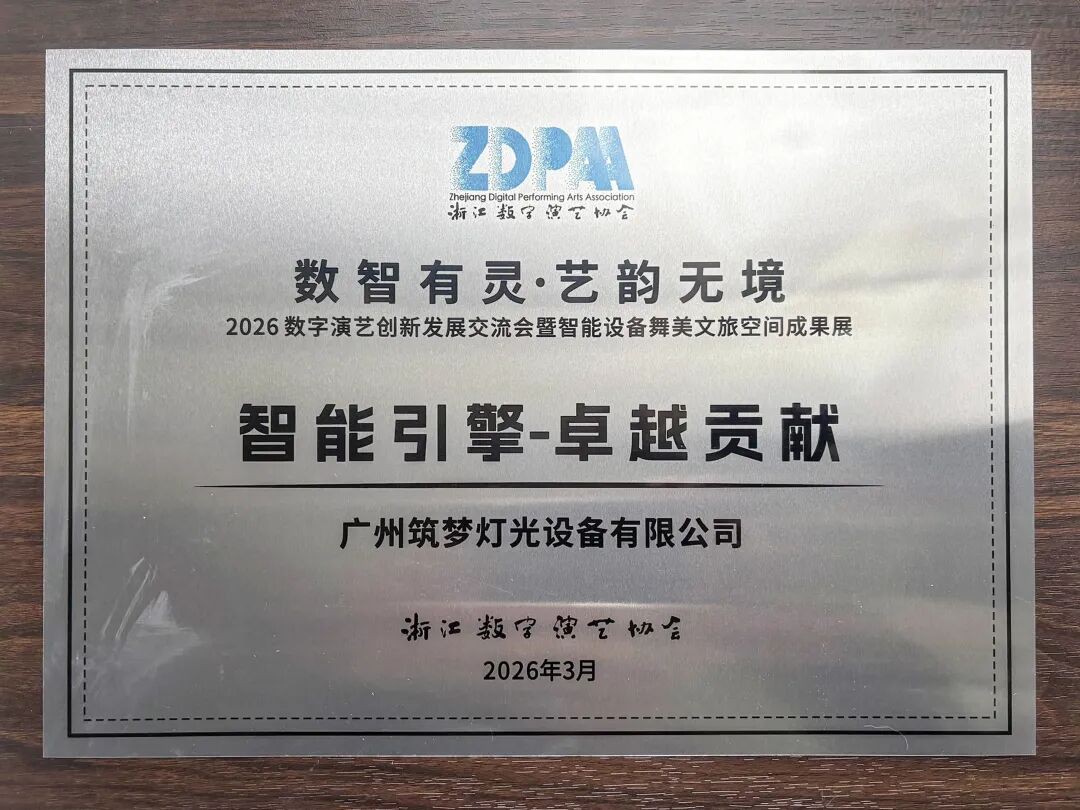 ZDPAA
Zhejiang Digital Performing Arts Association
浙江数字演艺协会
数智有灵·艺韵无境
2026 数字演艺创新发展交流会暨智能设备舞美文旅空间成果展
智能引擎-卓越贡献
广州筑梦灯光设备有限公司
浙江数字演艺协会
2026年3月